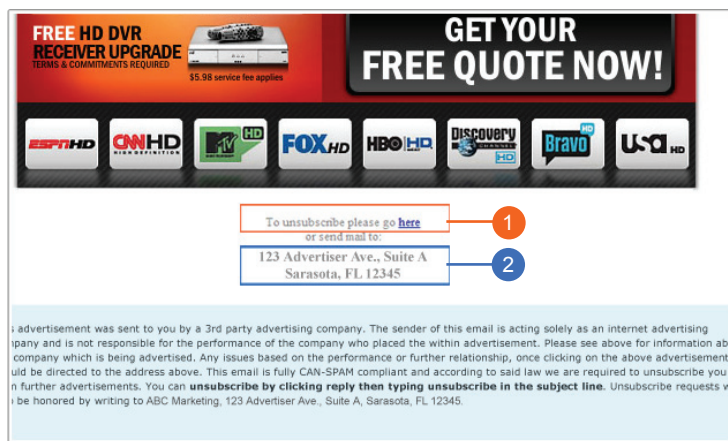 FREE HD DVR
RECEIVER UPGRADE
TERMS & COMMITMENTS REQUIRED
$5.98 service fee applies
GET YOUR
FREE QUOTE NOW!
ESPN HD
CNN HD
HIGH DEFINITION
MTV HD
MUSIC TELEVISION
FOX HD
HBO HD
Discovery
CHANNEL
HD
Bravo HD
USA HD
To unsubscribe please go here
1
or send mail to:
123 Advertiser Ave., Suite A
Sarasota, FL 12345
2
advertisement was sent to you by a 3rd party advertising company. The sender of this email is acting solely as an internet advertising
and is not responsible for the performance of the company who placed the within advertisement. Please see above for information
company which is being advertised. Any issues based on the performance or further relationship, once clicking on the above advertisement
be directed to the address above. This email is fully CAN-SPAM compliant and according to said law we are required to unsubscribe you
further advertisements. You can unsubscribe by clicking reply then typing unsubscribe in the subject line. Unsubscribe requests
be honored by writing to ABC Marketing, 123 Advertiser Ave., Suite A, Sarasota, FL 12345.